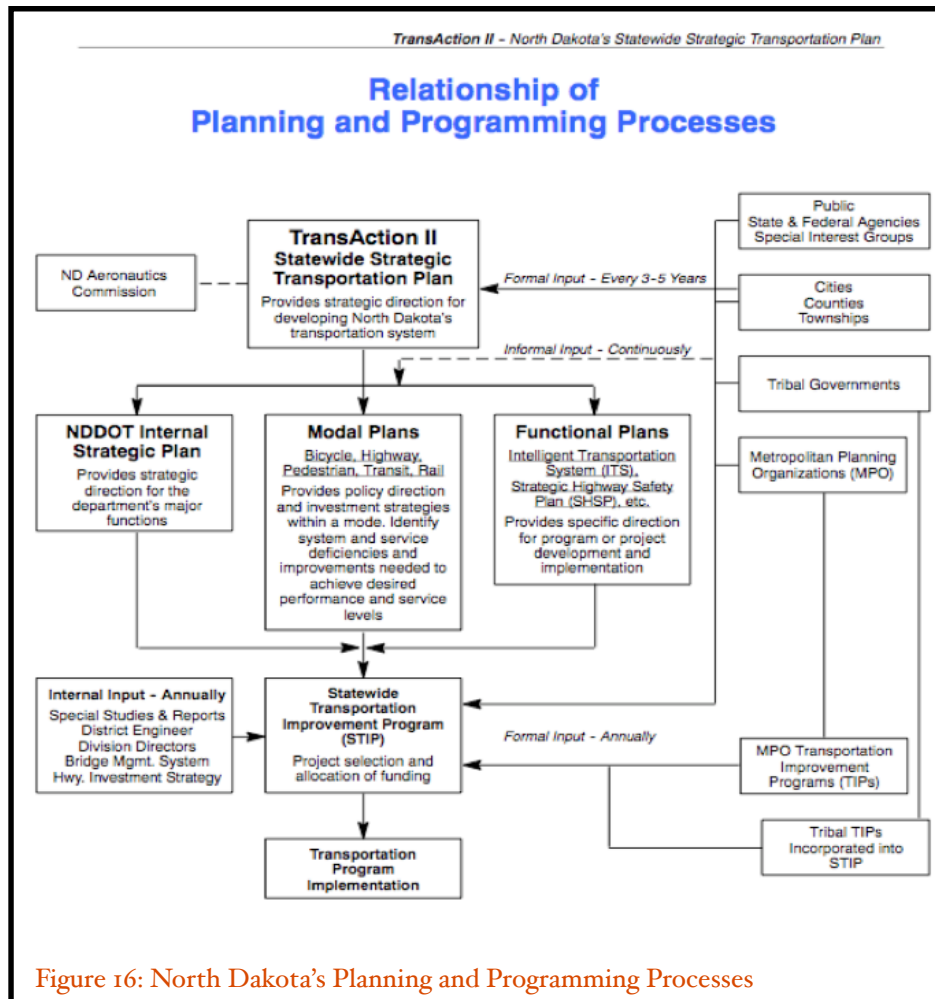 TransAction II – North Dakota's Statewide Strategic Transportation Plan
Relationship of
Planning and Programming Processes
TransAction II
Statewide Strategic
Transportation Plan
Provides strategic direction for
developing North Dakota's
transportation system
ND Aeronautics
Commission
Formal Input – Every 3–5 Years
Informal Input – Continuously
Public
State & Federal Agencies
Special Interest Groups
Cities
Counties
Townships
Tribal Governments
Metropolitan Planning
Organizations (MPO)
NDDOT Internal
Strategic Plan
Provides strategic
direction for the
department's major
functions
Modal Plans
Bicycle, Highway,
Pedestrian, Transit, Rail
Provides policy direction
and investment strategies
within a mode. Identify
system and service
deficiencies and
improvements needed to
achieve desired
performance and service
levels
Functional Plans
Intelligent Transportation
System (ITS),
Strategic Highway Safety
Plan (SHSP), etc.
Provides specific direction
for program or project
development and
implementation
Internal Input – Annually
Special Studies & Reports
District Engineer
Division Directors
Bridge Mgmt. System
Hwy. Investment Strategy
Statewide
Transportation
Improvement Program
(STIP)
Project selection and
allocation of funding
Formal Input – Annually
MPO Transportation
Improvement
Programs (TIPs)
Tribal TIPs
Incorporated into
STIP
Transportation
Program
Implementation
Figure 16: North Dakota's Planning and Programming Processes